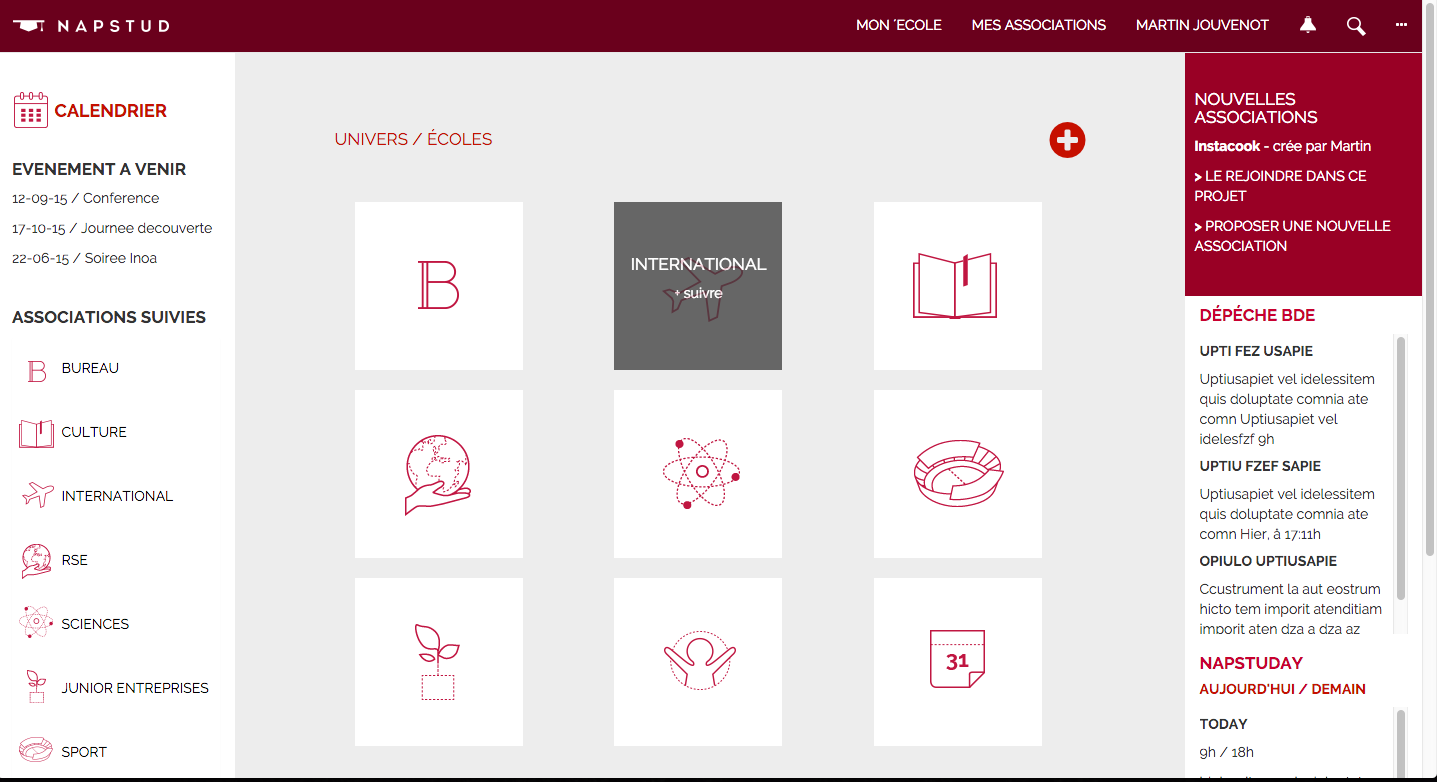 NAPSTUD
MON 'ECOLE
MES ASSOCIATIONS
MARTIN JOUVENOT
CALENDRIER
EVENEMENT A VENIR
12-09-15 / Conference
17-10-15 / Journee decouverte
22-06-15 / Soiree Inoa
ASSOCIATIONS SUIVIES
B
BUREAU
CULTURE
INTERNATIONAL
RSE
SCIENCES
JUNIOR ENTREPRISES
SPORT
UNIVERS / ÉCOLES
B
INTERNATIONAL
+ suivre
31
NOUVELLES
ASSOCIATIONS
Instacook - crée par Martin
> LE REJOINDRE DANS CE
PROJET
> PROPOSER UNE NOUVELLE
ASSOCIATION
DÉPÉCHE BDE
UPTI FEZ USAPIE
Uptiusapiet vel idelessitem
quis doluptate comnia ate
comn Uptiusapiet vel
idelesfzf 9h
UPTIU FZEF SAPIE
Uptiusapiet vel idelessitem
quis doluptate comnia ate
comn Hier, à 17:11h
OPIULO UPTIUSAPIE
Ccustrument la aut eostrum
hicto tem imporit atenditiam
imporit aten dza a dza az
NAPSTUDAY
AUJOURD'HUI / DEMAIN
TODAY
9h / 18h